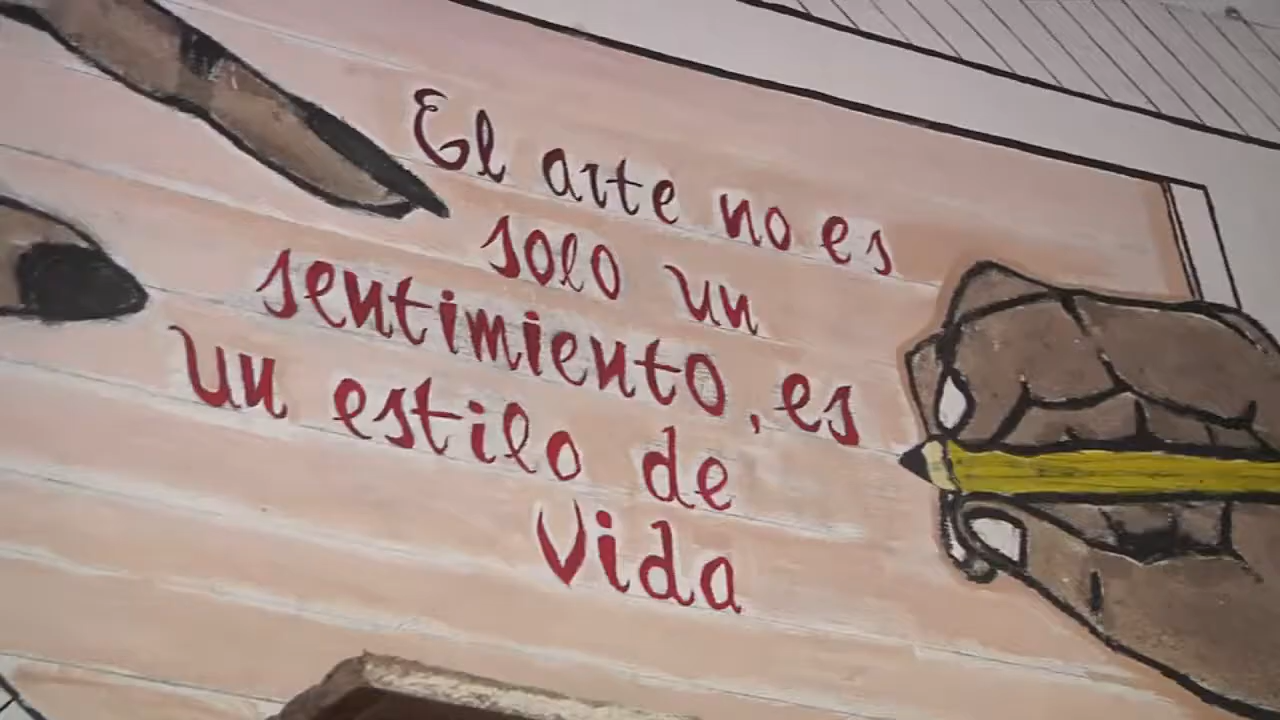 El arte no es
solo un
sentimiento, es
un estilo de
Vida